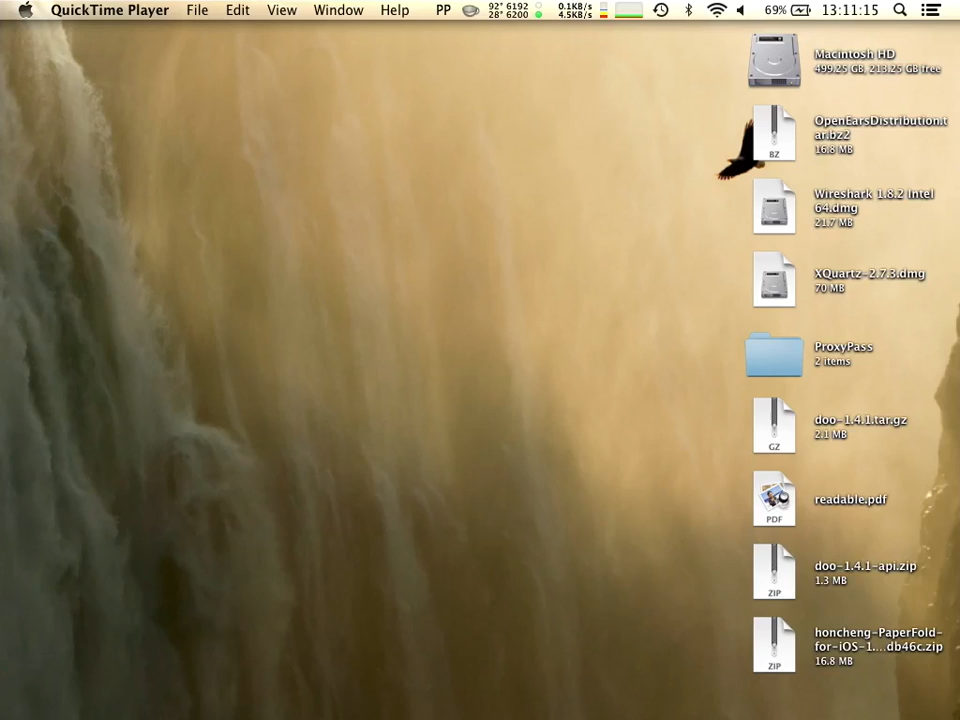 QuickTime Player File Edit View Window Help PP 92° 6192 0.1KB/s 69% 13:11:15
28° 6200 4.5KB/s
Macintosh HD
499.25 GB, 213.25 GB free
OpenEarsDistribution.t
ar.bz2
16.8 MB
BZ
Wireshark 1.8.2 Intel
64.dmg
21.7 MB
XQuartz-2.7.3.dmg
70 MB
ProxyPass
2 items
doo-1.4.1.tar.gz
2.1 MB
GZ
readable.pdf
PDF
doo-1.4.1-api.zip
1.3 MB
ZIP
honcheng-PaperFold-
for-iOS-1....db46c.zip
16.8 MB
ZIP